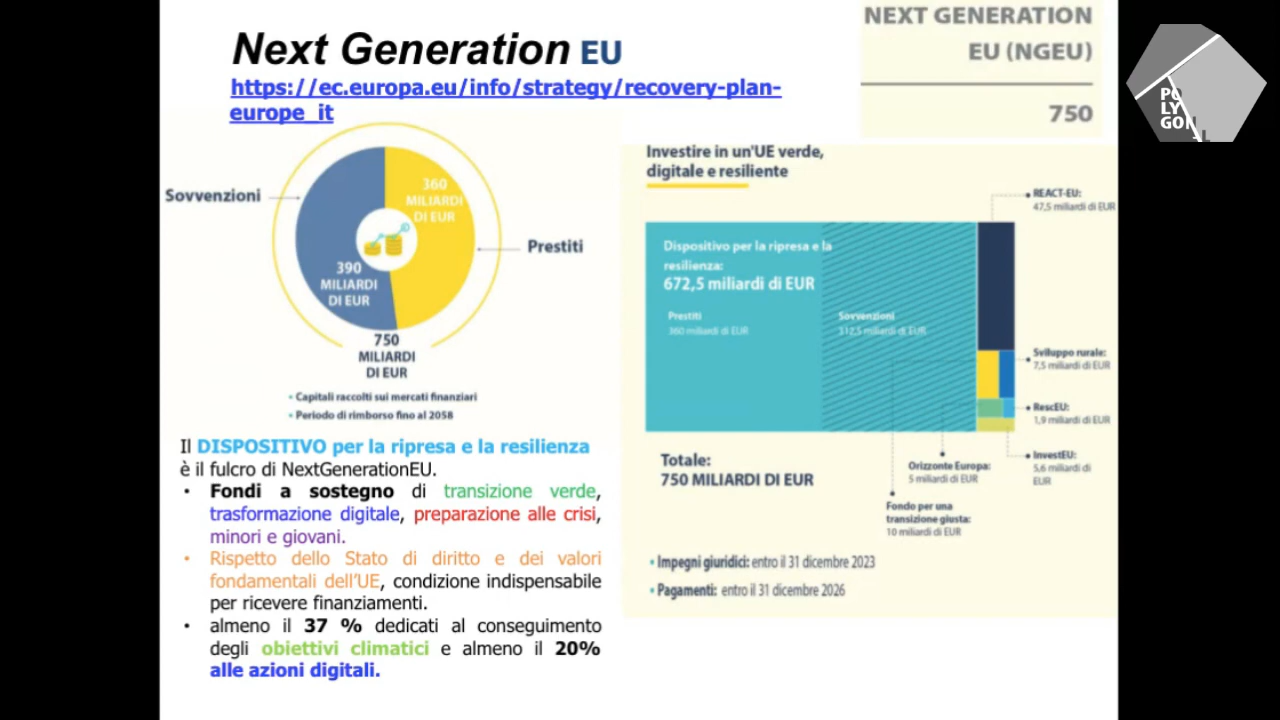 Next Generation EU
https://ec.europa.eu/info/strategy/recovery-plan-
europe_it
NEXT GENERATION
EU (NGEU)
750
PO
LY
GON
AL
Sovvenzioni
360
MILIARDI
DI EUR
Prestiti
390
MILIARDI
DI EUR
750
MILIARDI
DI EUR
• Capitali raccolti sui mercati finanziari
• Periodo di rimborso fino al 2058
Il DISPOSITIVO per la ripresa e la resilienza
è il fulcro di NextGenerationEU.
• Fondi a sostegno di transizione verde,
trasformazione digitale, preparazione alle crisi,
minori e giovani.
• Rispetto dello Stato di diritto e dei valori
fondamentali dell'UE, condizione indispensabile
per ricevere finanziamenti.
• almeno il 37 % dedicati al conseguimento
degli obiettivi climatici e almeno il 20%
alle azioni digitali.
Investire in un'UE verde,
digitale e resiliente
REACT-EU:
47,5 miliardi di EUR
Dispositivo per la ripresa e la
resilienza:
672,5 miliardi di EUR
Prestiti
360 miliardi di EUR
Sovvenzioni
312,5 miliardi di EUR
Sviluppo rurale:
7,5 miliardi di EUR
RescEU:
1,9 miliardi di EUR
InvestEU:
5,6 miliardi di
EUR
Orizzonte Europa:
5 miliardi di EUR
Fondo per una
transizione giusta:
10 miliardi di EUR
Totale:
750 MILIARDI DI EUR
• Impegni giuridici: entro il 31 dicembre 2023
• Pagamenti: entro il 31 dicembre 2026